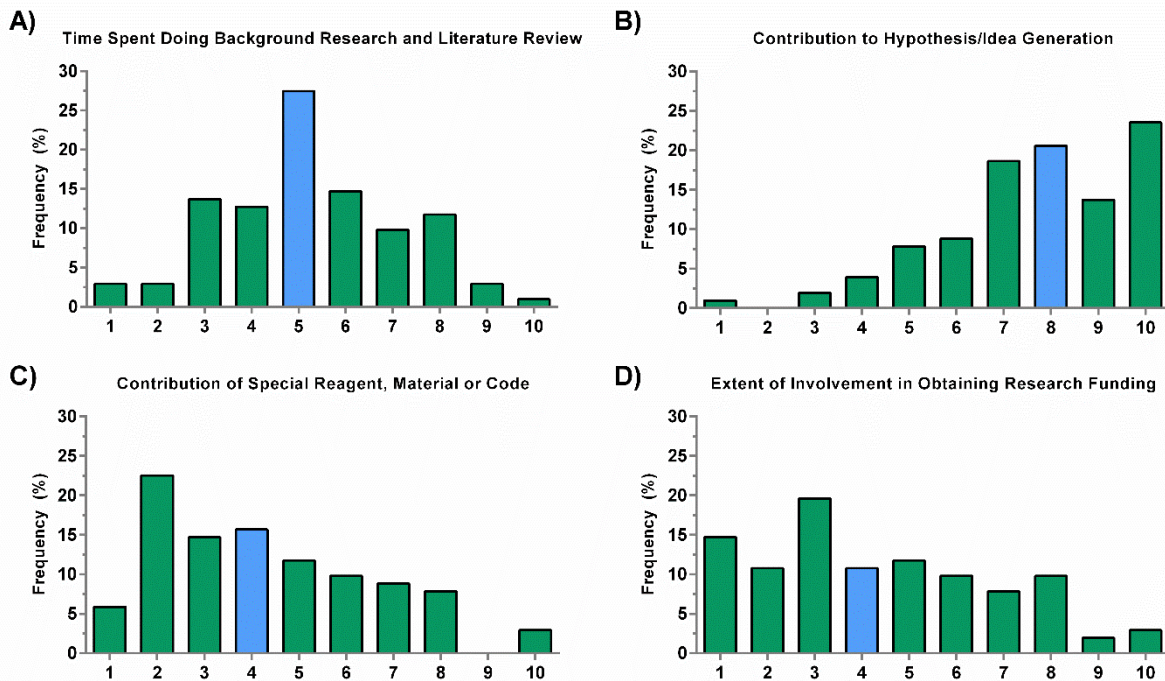 A)
Time Spent Doing Background Research and Literature Review
Frequency (%)
30
25
20
15
10
5
0
1 2 3 4 5 6 7 8 9 10
B)
Contribution to Hypothesis/Idea Generation
Frequency (%)
30
25
20
15
10
5
0
1 2 3 4 5 6 7 8 9 10
C)
Contribution of Special Reagent, Material or Code
Frequency (%)
30
25
20
15
10
5
0
1 2 3 4 5 6 7 8 9 10
D)
Extent of Involvement in Obtaining Research Funding
Frequency (%)
30
25
20
15
10
5
0
1 2 3 4 5 6 7 8 9 10